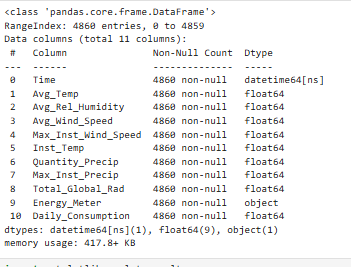 <class 'pandas.core.frame.DataFrame'>
RangeIndex: 4860 entries, 0 to 4859
Data columns (total 11 columns):
 #   Column              Non-Null Count  Dtype
---  ------              --------------  -----
 0   Time                4860 non-null   datetime64[ns]
 1   Avg_Temp            4860 non-null   float64
 2   Avg_Rel_Humidity    4860 non-null   float64
 3   Avg_Wind_Speed      4860 non-null   float64
 4   Max_Inst_Wind_Speed 4860 non-null   float64
 5   Inst_Temp           4860 non-null   float64
 6   Quantity_Precip     4860 non-null   float64
 7   Max_Inst_Precip     4860 non-null   float64
 8   Total_Global_Rad    4860 non-null   float64
 9   Energy_Meter        4860 non-null   object
 10  Daily_Consumption   4860 non-null   float64
dtypes: datetime64[ns](1), float64(9), object(1)
memory usage: 417.8+ KB